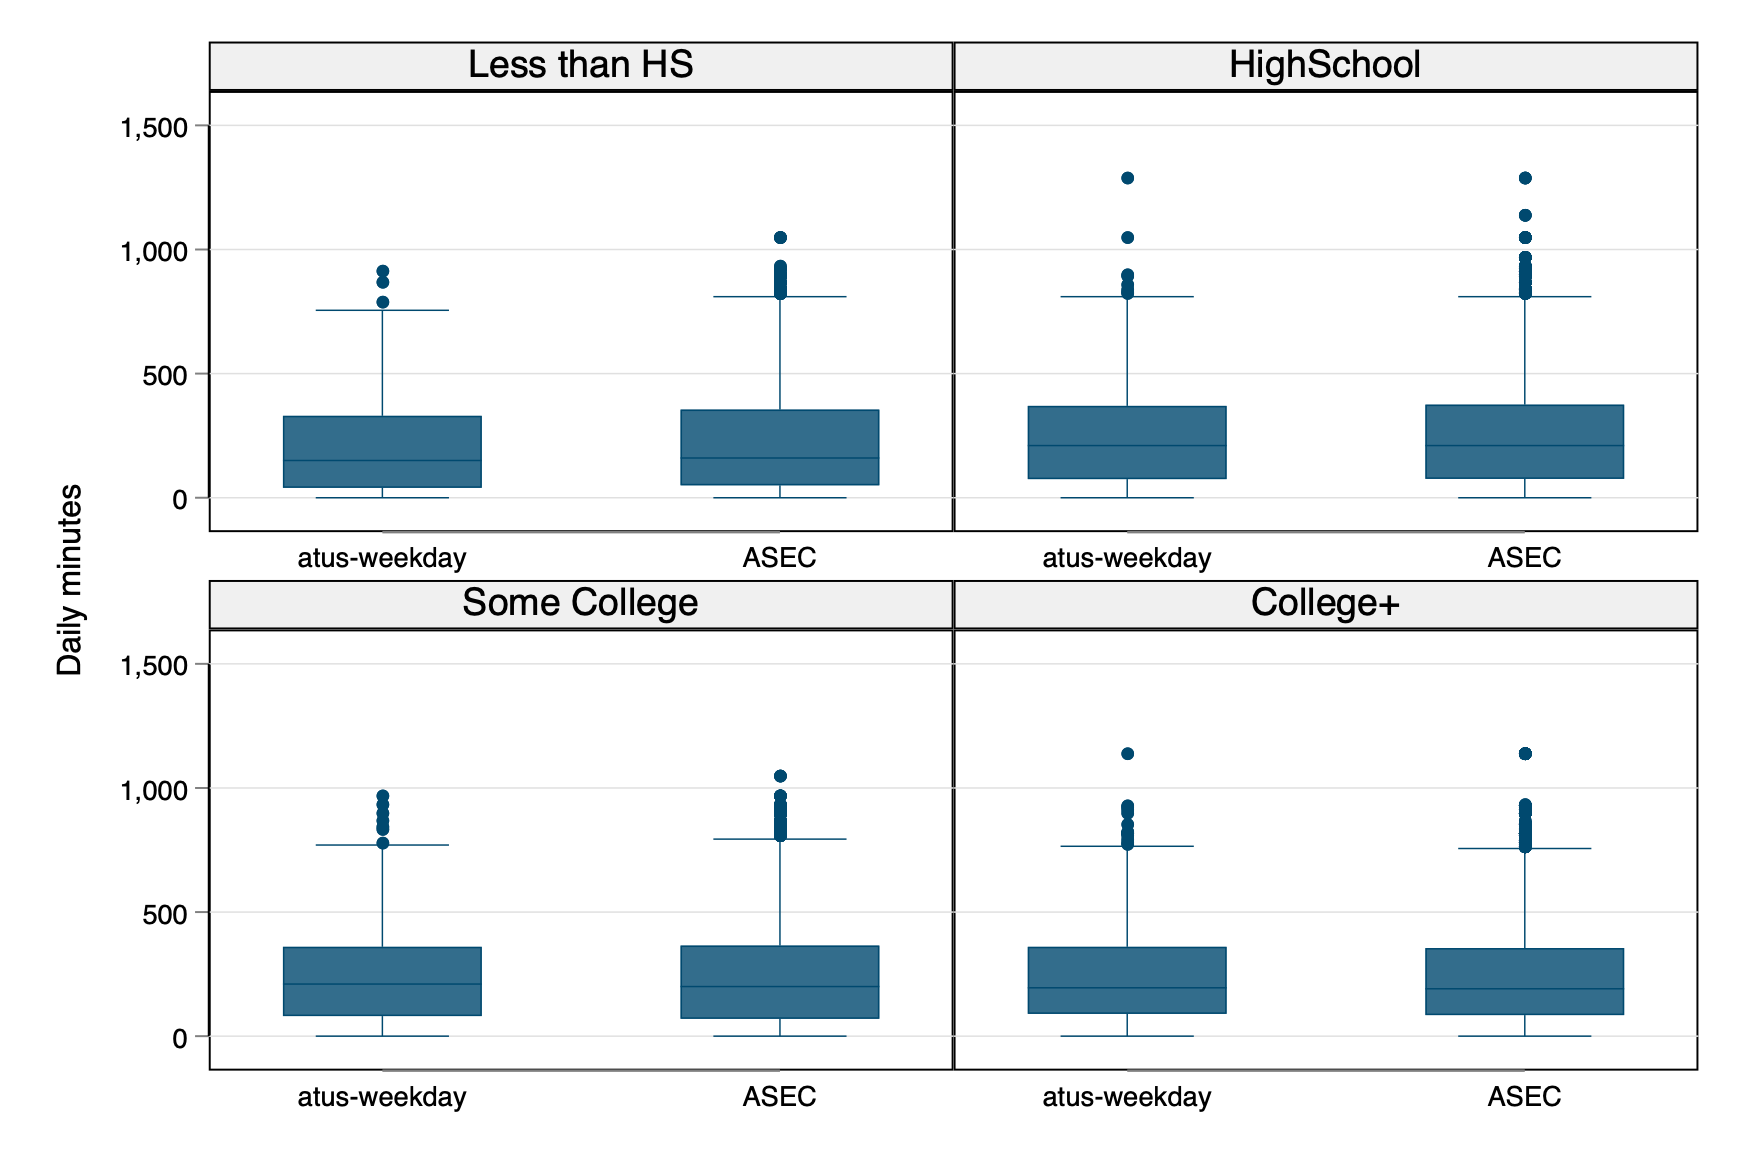 Daily minutes
Less than HS
HighSchool
1,500
1,000
500
0
atus-weekday
ASEC
atus-weekday
ASEC
Some College
College+
1,500
1,000
500
0
atus-weekday
ASEC
atus-weekday
ASEC